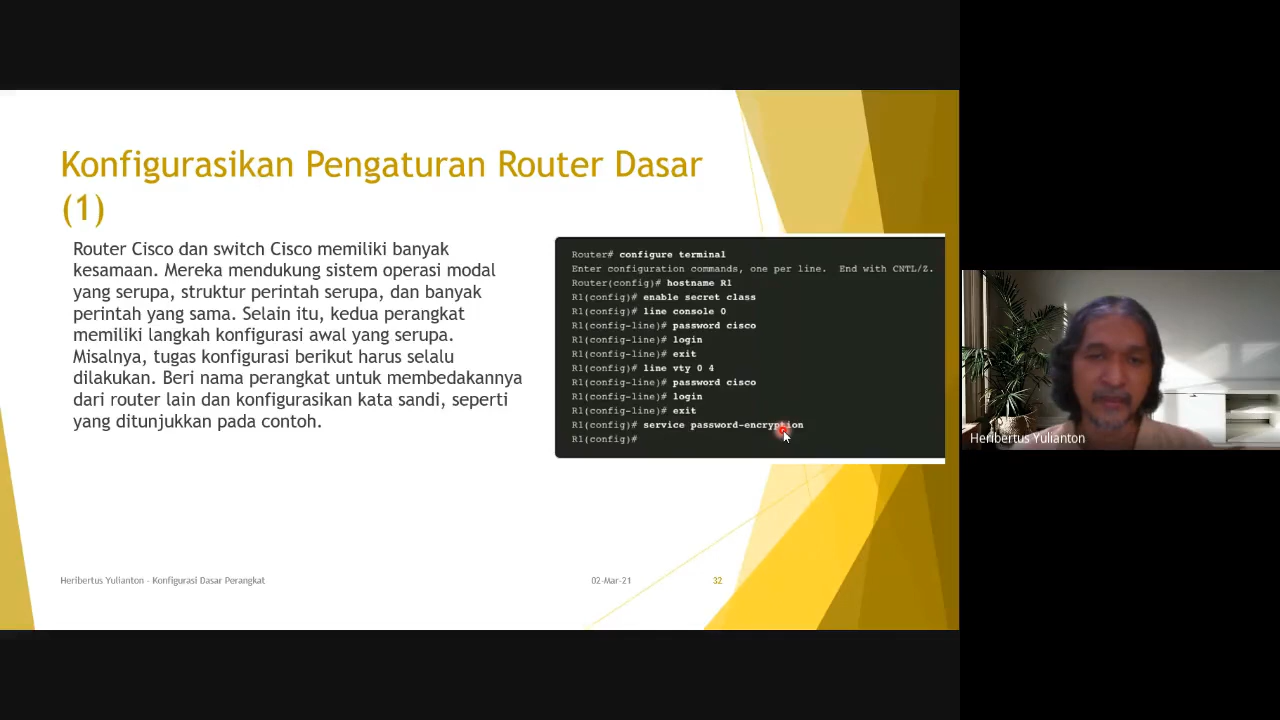 Konfigurasikan Pengaturan Router Dasar
(1)
Router Cisco dan switch Cisco memiliki banyak
kesamaan. Mereka mendukung sistem operasi modal
yang serupa, struktur perintah serupa, dan banyak
perintah yang sama. Selain itu, kedua perangkat
memiliki langkah konfigurasi awal yang serupa.
Misalnya, tugas konfigurasi berikut harus selalu
dilakukan. Beri nama perangkat untuk membedakannya
dari router lain dan konfigurasikan kata sandi, seperti
yang ditunjukkan pada contoh.
Router# configure terminal
Enter configuration commands, one per line.  End with CNTL/Z.
Router(config)# hostname R1
R1(config)# enable secret class
R1(config)# line console 0
R1(config-line)# password cisco
R1(config-line)# login
R1(config-line)# exit
R1(config)# line vty 0 4
R1(config-line)# password cisco
R1(config-line)# login
R1(config-line)# exit
R1(config)# service password-encryption
R1(config)#
Heribertus Yulianton
Heribertus Yulianton - Konfigurasi Dasar Perangkat
02-Mar-21
32